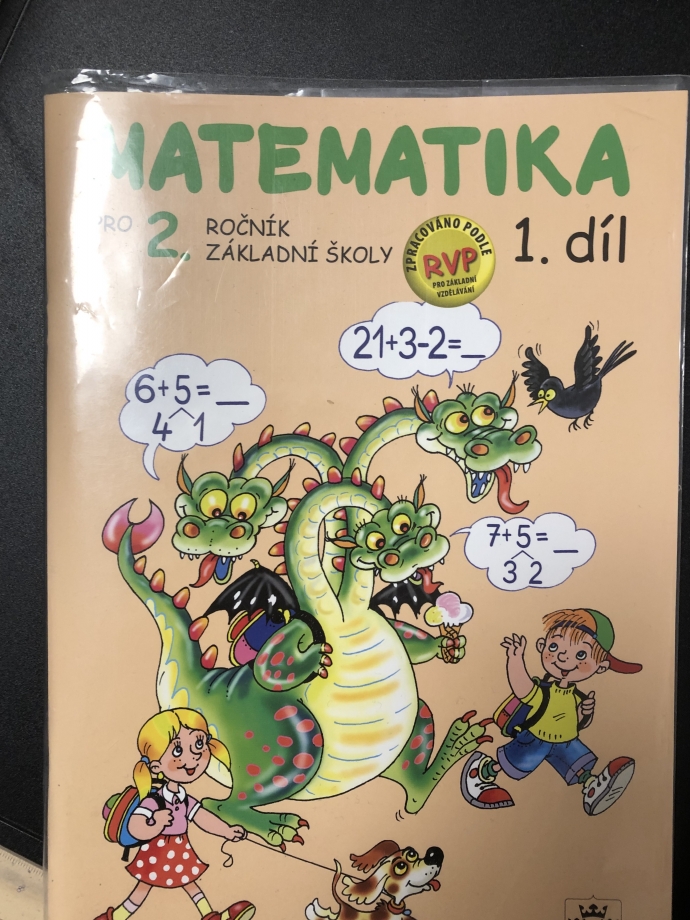 MATEMATIKA
PRO 2. ROČNÍK
ZÁKLADNÍ ŠKOLY
ZPRACOVÁNO PODLE
RVP
PRO ZÁKLADNÍ
VZDĚLÁVÁNÍ
1. díl
21+3-2=_
6+5=_
4 1
7+5=_
3 2